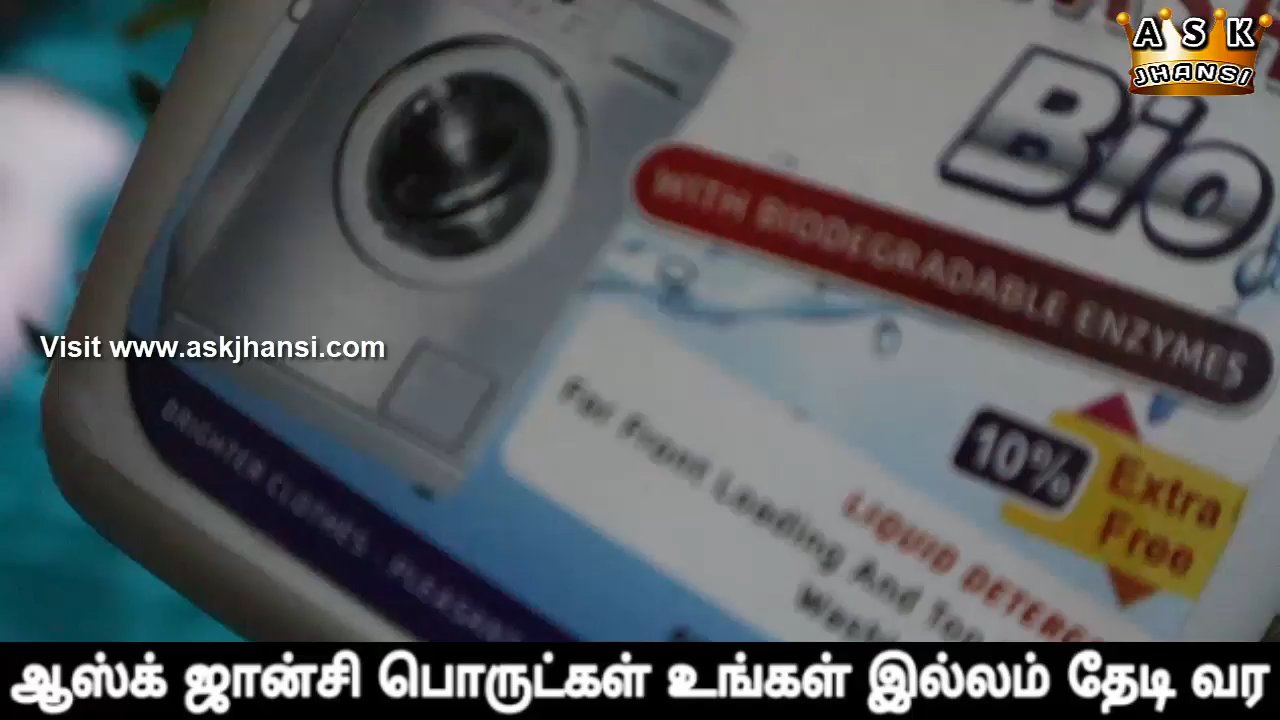 A S K
JHANSI
Bio
WITH BIODEGRADABLE ENZYMES
Visit www.askjhansi.com
10% Extra
Free
LIQUID
For Front Loading And Top
BRIGHTER CLOTHES
ஆஸ்க் ஜான்சி பொருட்கள் உங்கள் இல்லம் தேடி வர